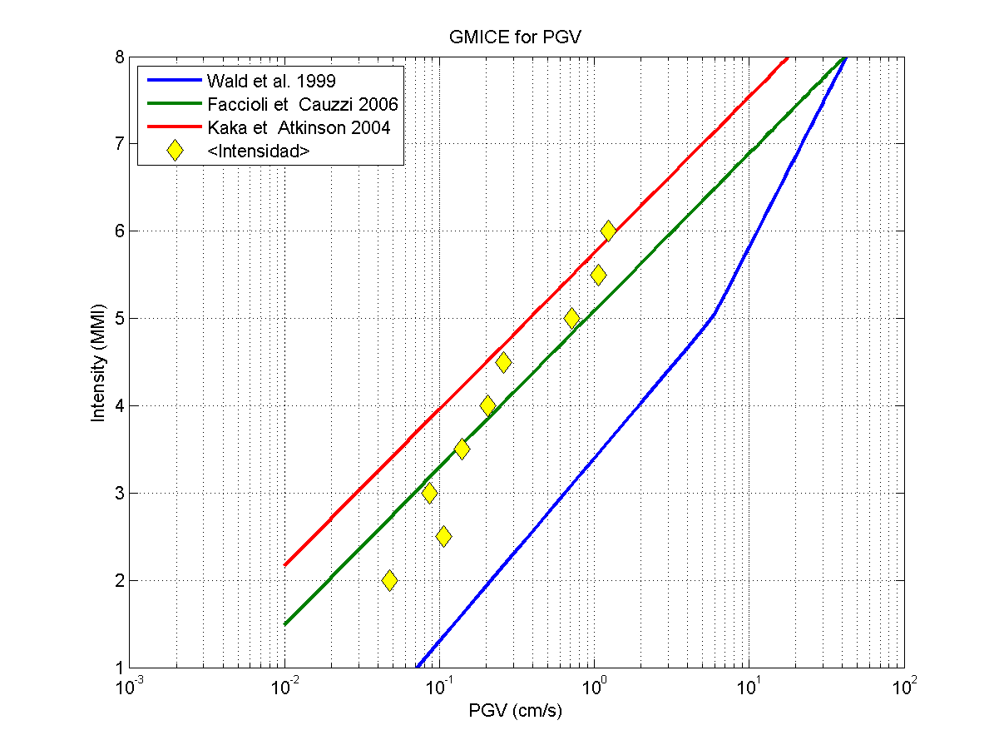 GMICE for PGV
Wald et al. 1999
Faccioli et  Cauzzi 2006
Kaka et  Atkinson 2004
<Intensidad>
8
7
6
5
4
3
2
1
Intensity (MMI)
10^-3 10^-2 10^-1 10^0 10^1 10^2
PGV (cm/s)